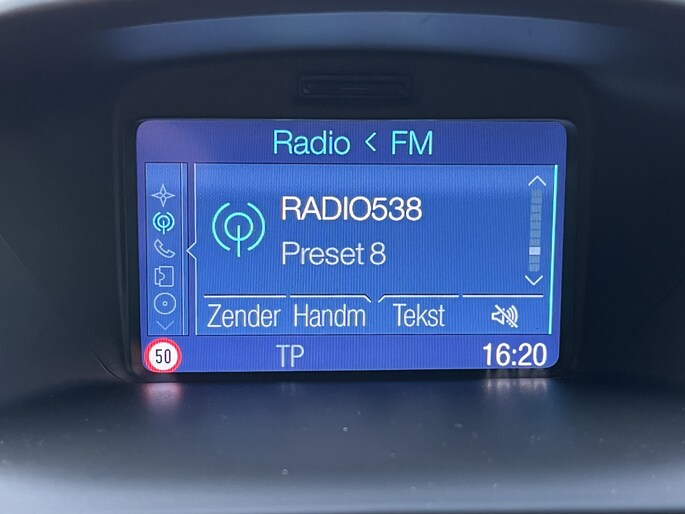 Radio < FM
RADIO538
Preset 8
Zender Handm Tekst
50 TP 16:20